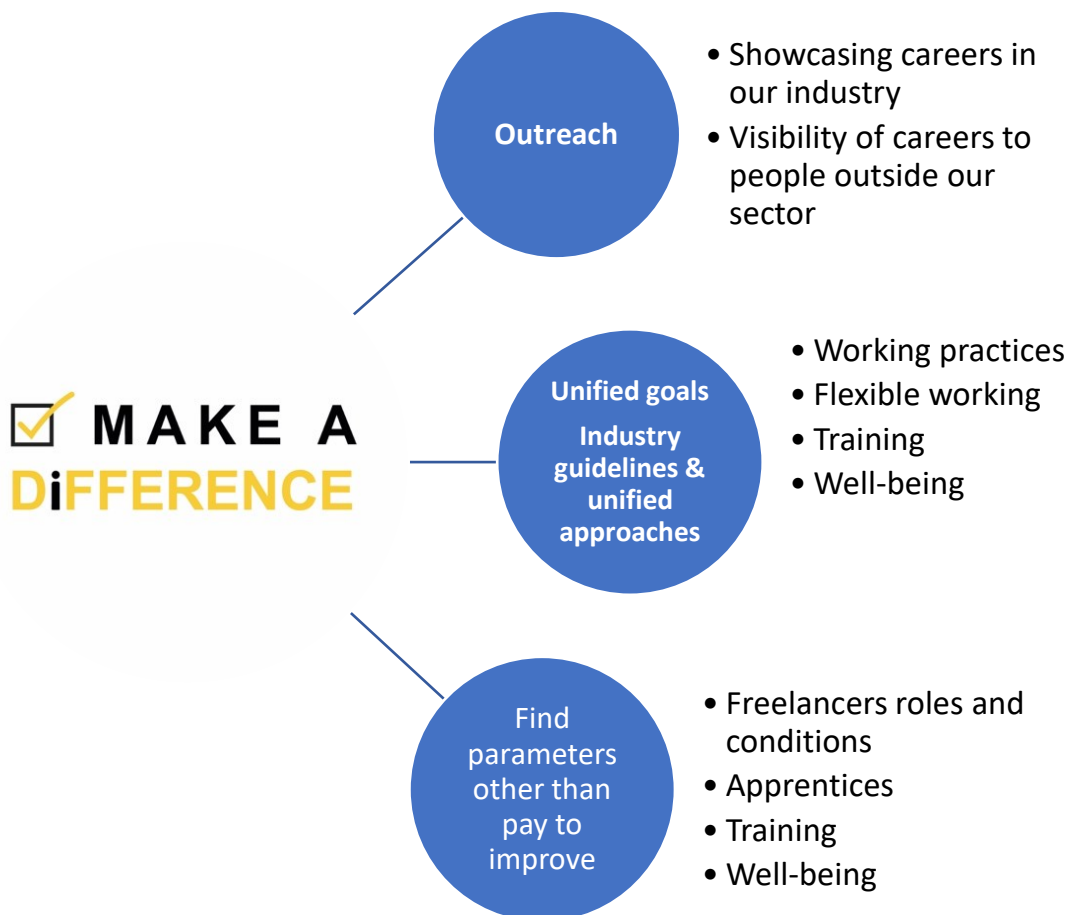 Outreach
• Showcasing careers in
our industry
• Visibility of careers to
people outside our
sector
MAKE A
DiFFERENCE
Unified goals
Industry
guidelines &
unified
approaches
• Working practices
• Flexible working
• Training
• Well-being
Find
parameters
other than
pay to
improve
• Freelancers roles and
conditions
• Apprentices
• Training
• Well-being